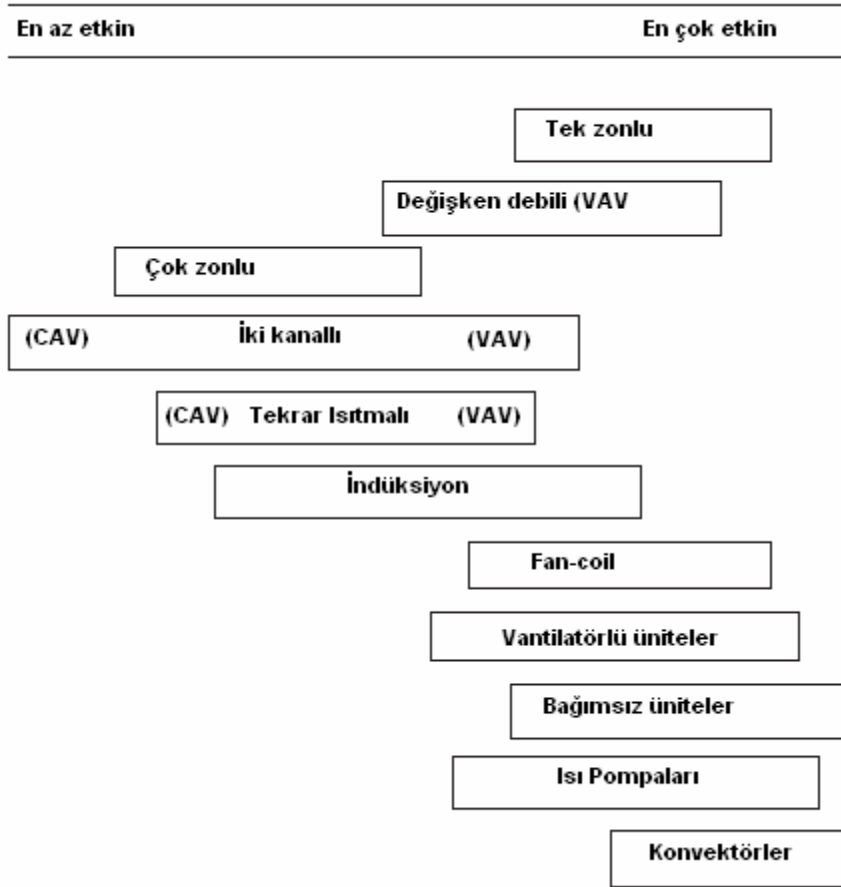 En az etkin En çok etkin
Tek zonlu
Değişken debili (VAV
Çok zonlu
(CAV) İki kanallı (VAV)
(CAV) Tekrar Isıtmalı (VAV)
İndüksiyon
Fan-coil
Vantilatörlü üniteler
Bağımsız üniteler
Isı Pompaları
Konvektörler